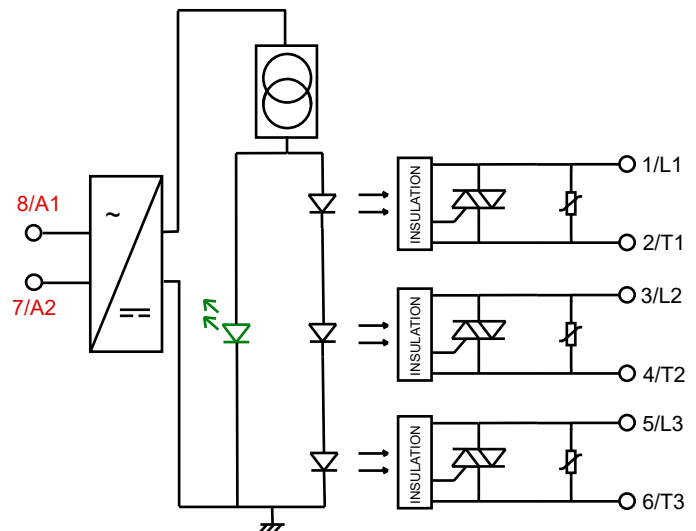 8/A1
~
7/A2
INSULATION
1/L1
2/T1
INSULATION
3/L2
4/T2
INSULATION
5/L3
6/T3